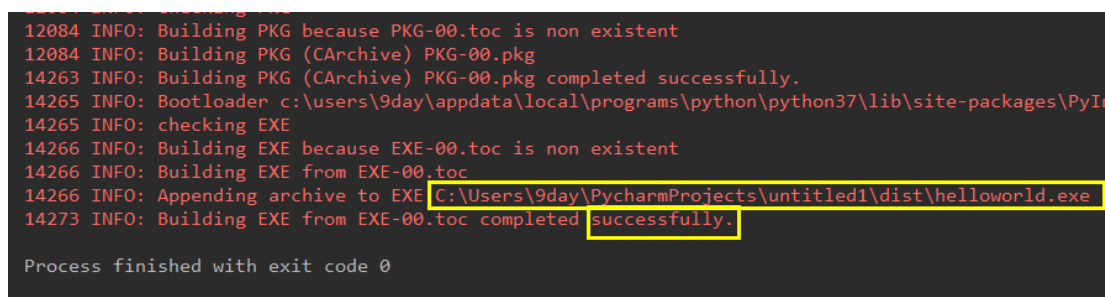 12084 INFO: Building PKG because PKG-00.toc is non existent
12084 INFO: Building PKG (CArchive) PKG-00.pkg
14263 INFO: Building PKG (CArchive) PKG-00.pkg completed successfully.
14265 INFO: Bootloader c:\users\9day\appdata\local\programs\python\python37\lib\site-packages\PyI
14265 INFO: checking EXE
14266 INFO: Building EXE because EXE-00.toc is non existent
14266 INFO: Building EXE from EXE-00.toc
14266 INFO: Appending archive to EXE C:\Users\9day\PycharmProjects\untitled1\dist\helloworld.exe
14273 INFO: Building EXE from EXE-00.toc completed successfully.
Process finished with exit code 0